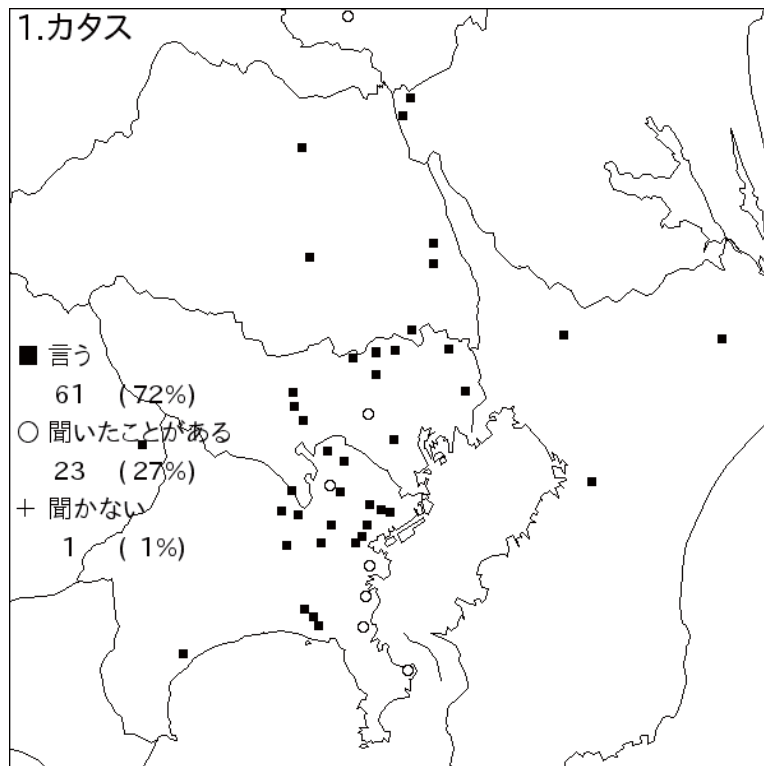 1.カタス
■ 言う
61 (72%)
○ 聞いたことがある
23 (27%)
+ 聞かない
1 ( 1%)